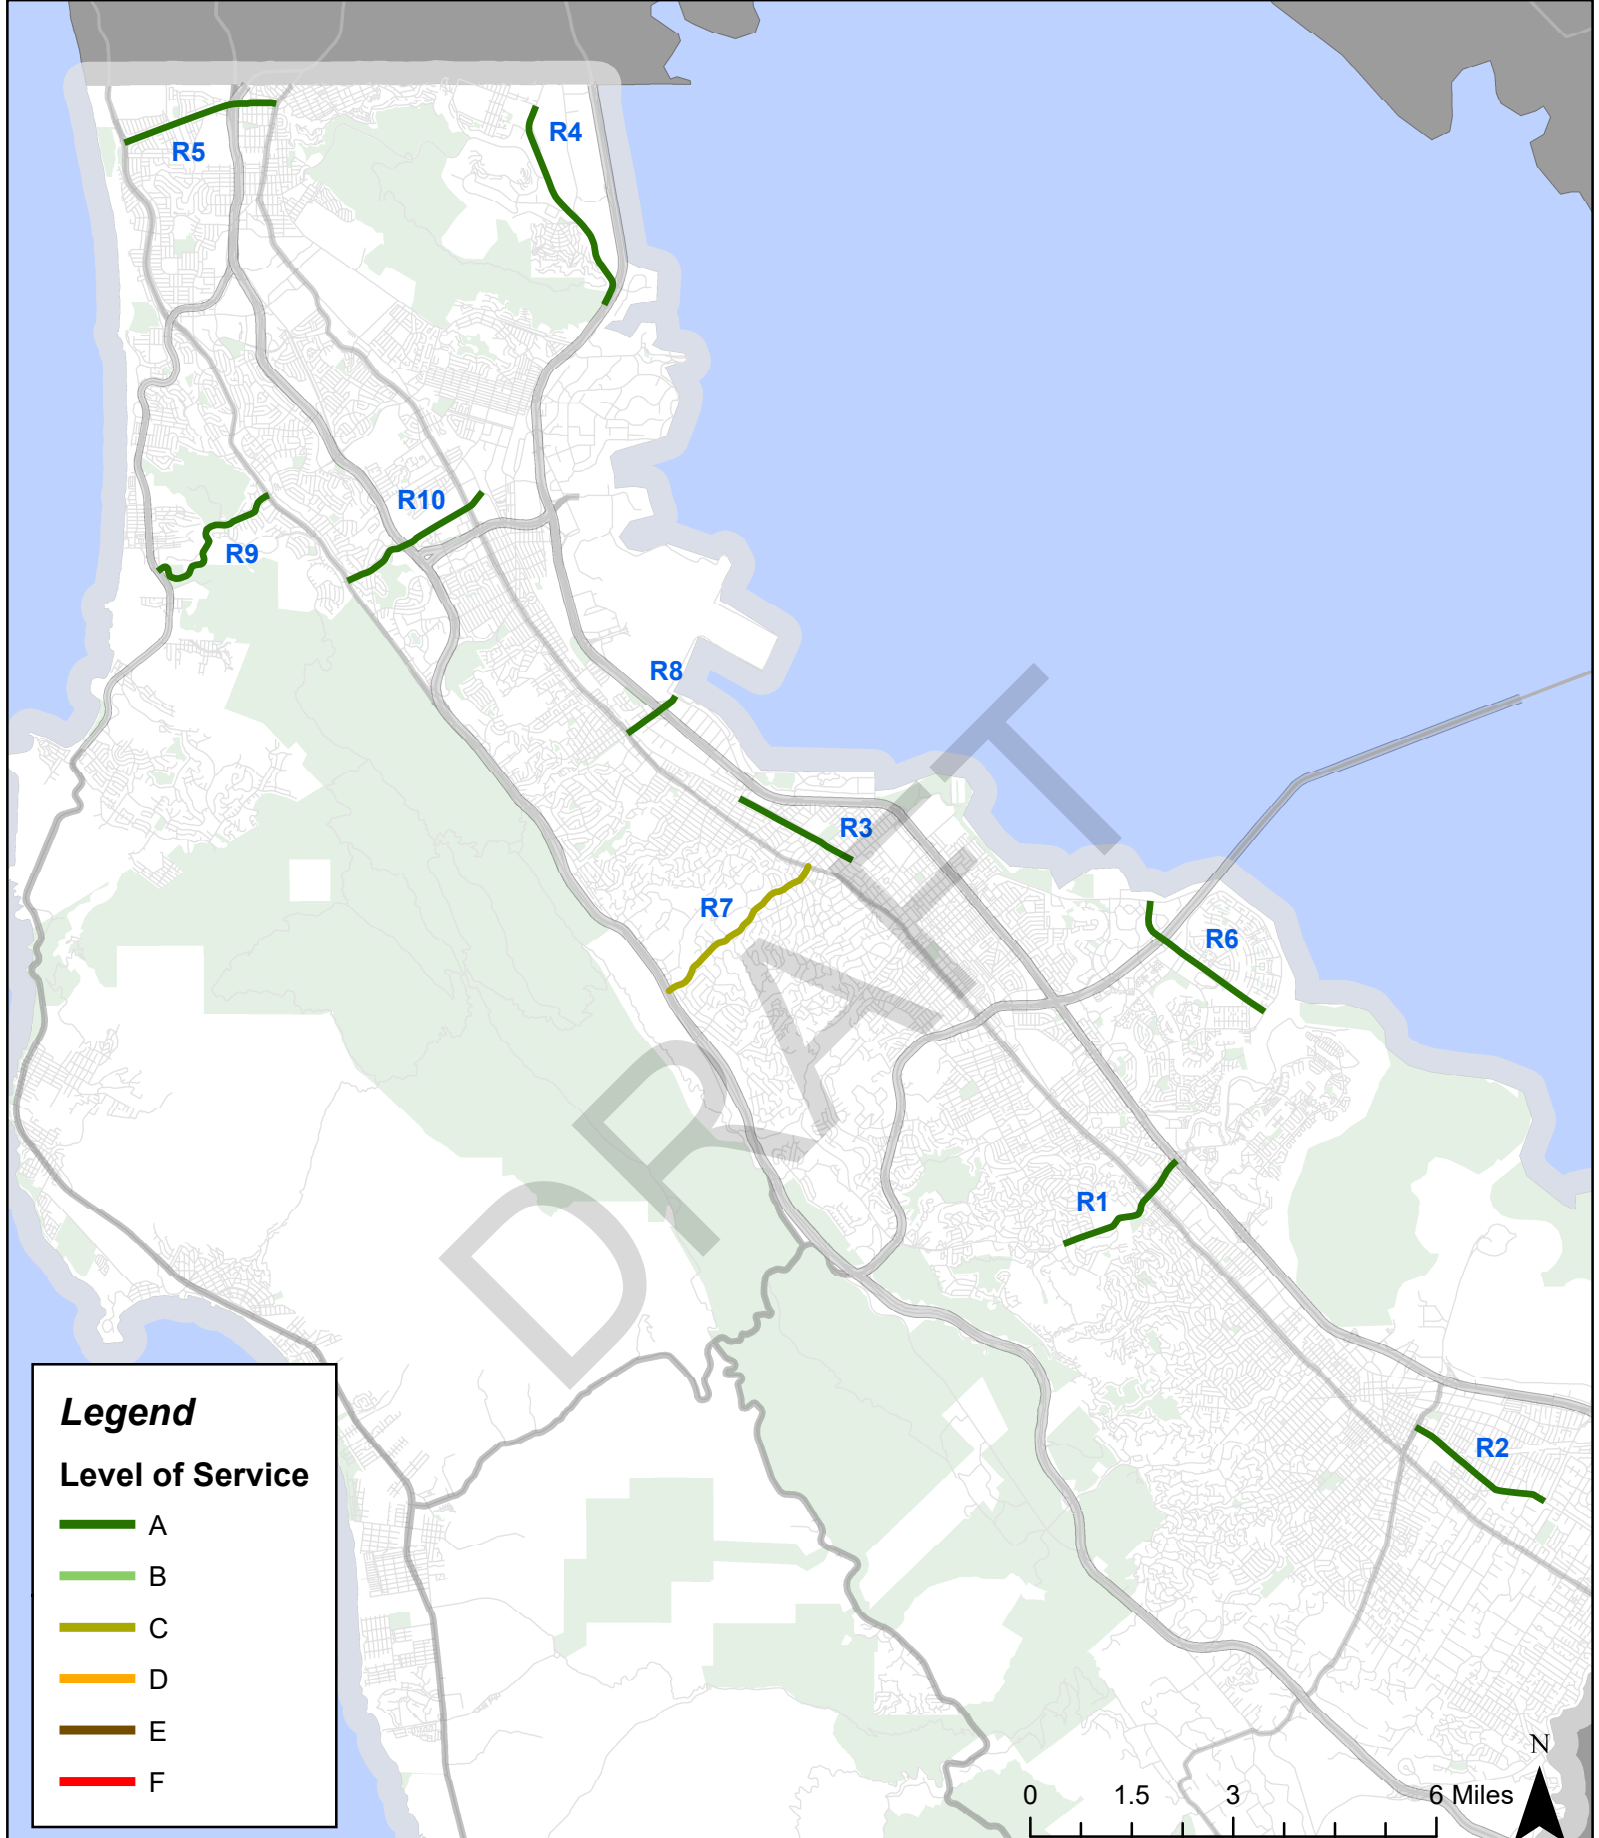 R5
R4
R10
R9
R8
R3
R7
R6
R1
R2
DRAFT
Legend
Level of Service
A
B
C
D
E
F
N
0 1.5 3 6 Miles